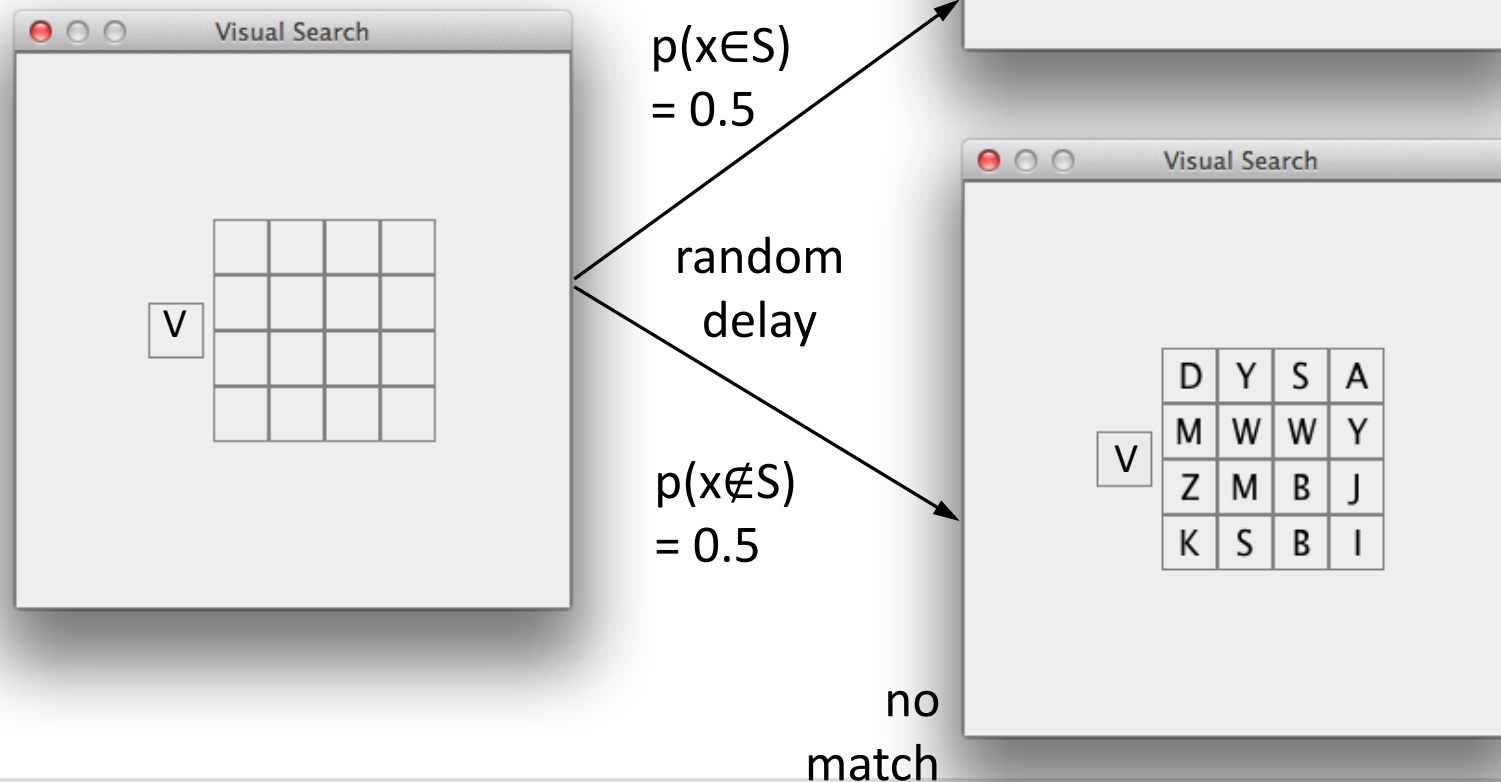 Visual Search
V
p(x∈S)
= 0.5
random
delay
p(x∉S)
= 0.5
Visual Search
D Y S A
M W W Y
V
Z M B J
K S B I
no
match